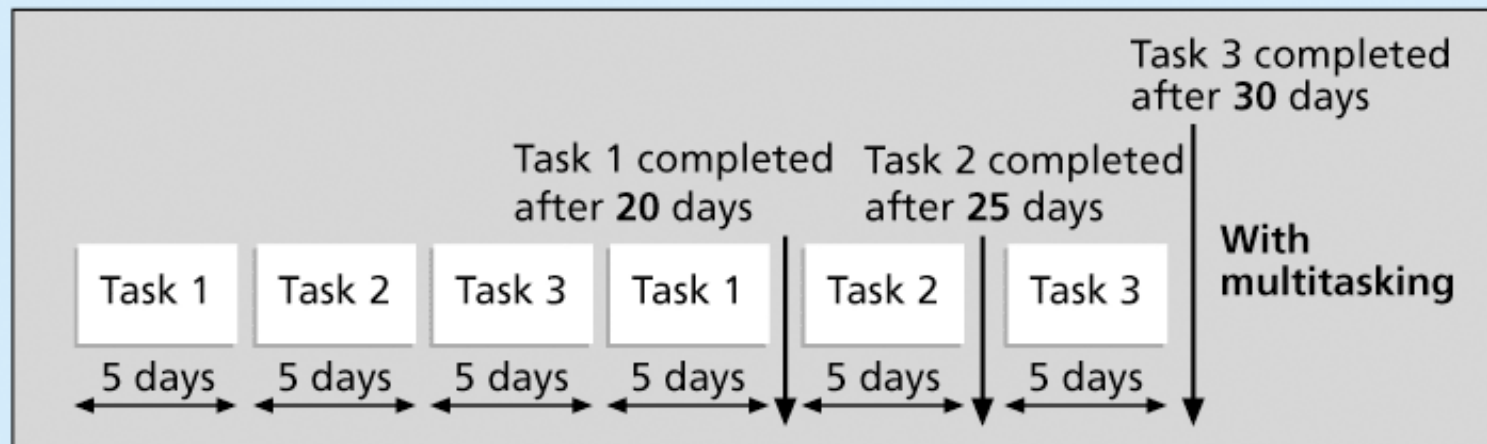 Task 3 completed
after 30 days
Task 1 completed
after 20 days
Task 2 completed
after 25 days
With
multitasking
Task 1
Task 2
Task 3
Task 1
Task 2
Task 3
5 days
5 days
5 days
5 days
5 days
5 days